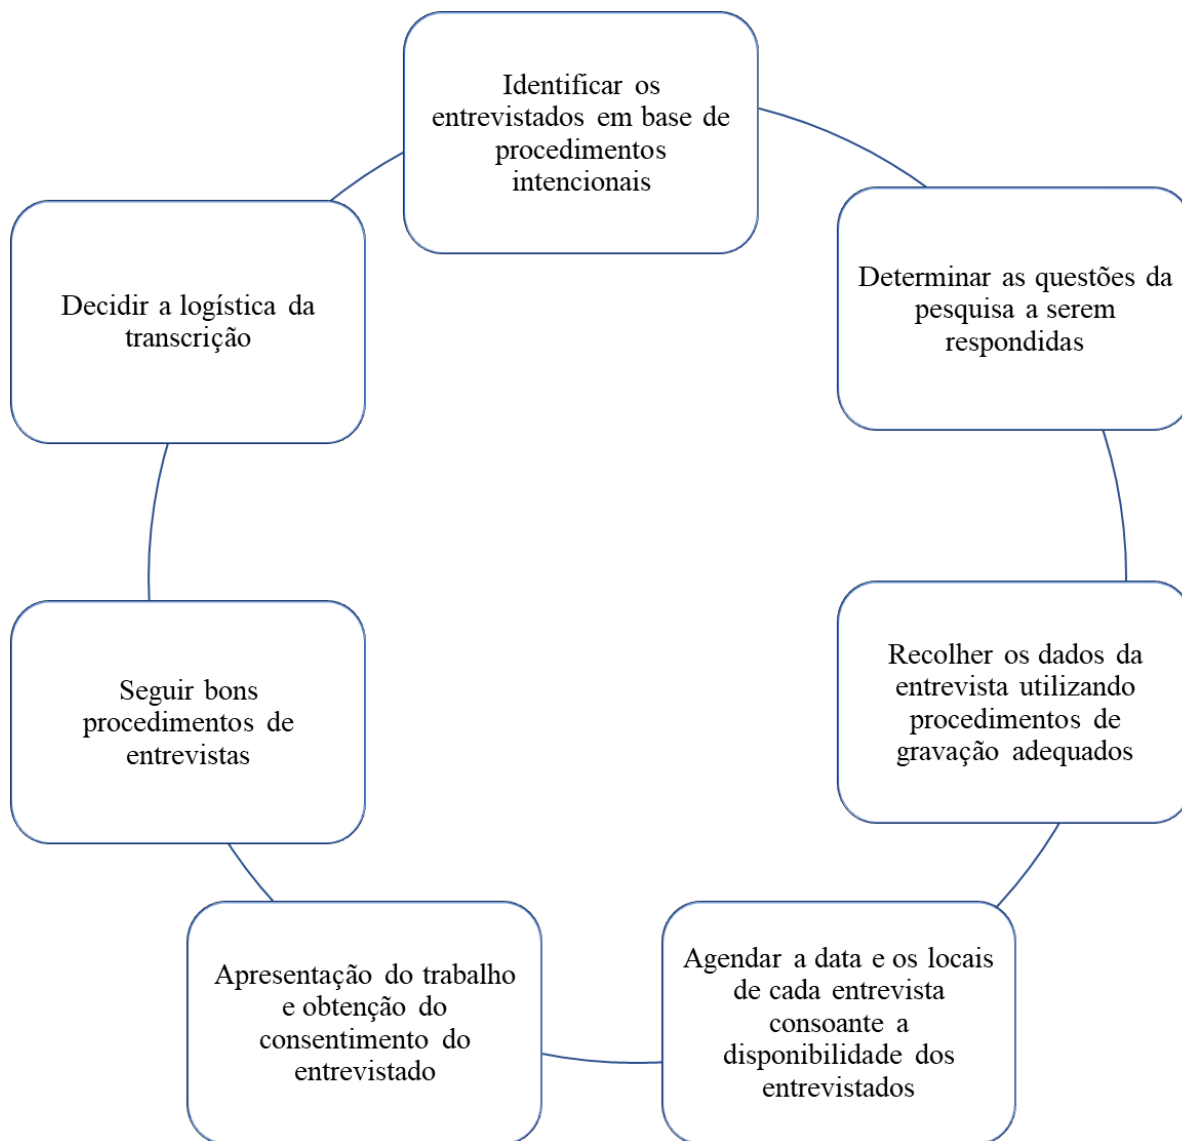 Identificar os
entrevistados em base de
procedimentos
intencionais
Determinar as questões da
pesquisa a serem
respondidas
Recolher os dados da
entrevista utilizando
procedimentos de
gravação adequados
Agendar a data e os locais
de cada entrevista
consoante a
disponibilidade dos
entrevistados
Apresentação do trabalho
e obtenção do
consentimento do
entrevistado
Seguir bons
procedimentos de
entrevistas
Decidir a logística da
transcrição